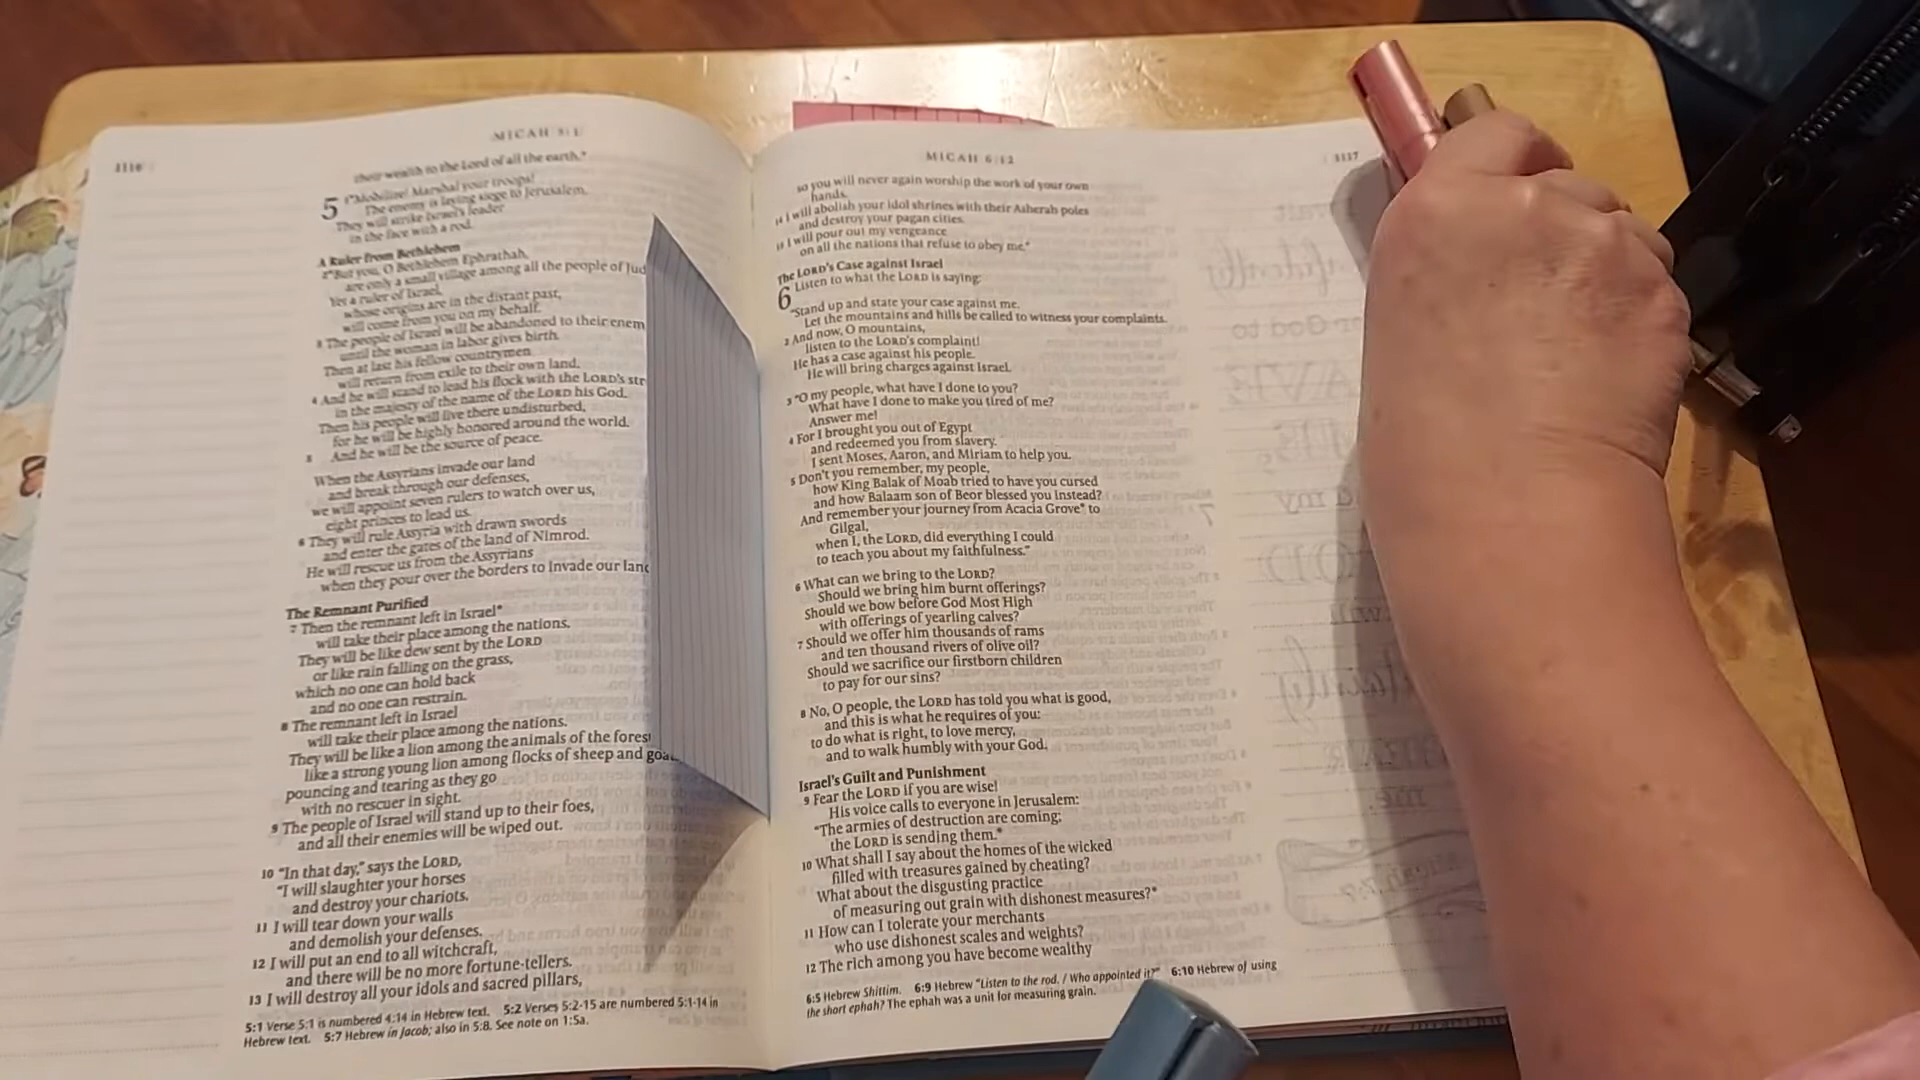 1116
MICAH 5:1
their wealth to the Lord of all the earth.*
5 1*Mobilize! Marshal your troops!
The enemy is laying siege to Jerusalem.
They will strike Israel's leader
in the face with a rod.
A Ruler from Bethlehem
2*But you, O Bethlehem Ephrathah,
are only a small village among all the people of Jud
Yet a ruler of Israel,
whose origins are in the distant past,
will come from you on my behalf.
3 The people of Israel will be abandoned to their enem
until the woman in labor gives birth.
Then at last his fellow countrymen
will return from exile to their own land.
4 And he will stand to lead his flock with the LORD's str
in the majesty of the name of the LORD his God.
Then his people will live there undisturbed,
for he will be highly honored around the world.
5 And he will be the source of peace.
When the Assyrians invade our land
and break through our defenses,
we will appoint seven rulers to watch over us,
eight princes to lead us.
6 They will rule Assyria with drawn swords
and enter the gates of the land of Nimrod.
He will rescue us from the Assyrians
when they pour over the borders to invade our land
The Remnant Purified
7 Then the remnant left in Israel*
will take their place among the nations.
They will be like dew sent by the LORD
or like rain falling on the grass,
which no one can hold back
and no one can restrain.
8 The remnant left in Israel
will take their place among the nations.
They will be like a lion among the animals of the forest
like a strong young lion among flocks of sheep and goa
pouncing and tearing as they go
with no rescuer in sight.
9 The people of Israel will stand up to their foes,
and all their enemies will be wiped out.
10 "In that day," says the LORD,
"I will slaughter your horses
and destroy your chariots.
11 I will tear down your walls
and demolish your defenses.
12 I will put an end to all witchcraft,
and there will be no more fortune-tellers.
13 I will destroy all your idols and sacred pillars,
5:1 Verse 5:1 is numbered 4:14 in Hebrew text. 5:2 Verses 5:2-15 are numbered 5:1-14 in
Hebrew text. 5:7 Hebrew in Jacob; also in 5:8. See note on 1:5a.
MICAH 6:12
1117
so you will never again worship the work of your own
hands.
14 I will abolish your idol shrines with their Asherah poles
and destroy your pagan cities.
15 I will pour out my vengeance
on all the nations that refuse to obey me."
The LORD's Case against Israel
6 Listen to what the LORD is saying:
"Stand up and state your case against me.
Let the mountains and hills be called to witness your complaints.
2 And now, O mountains,
listen to the LORD's complaint!
He has a case against his people.
He will bring charges against Israel.
3 "O my people, what have I done to you?
What have I done to make you tired of me?
Answer me!
4 For I brought you out of Egypt
and redeemed you from slavery.
I sent Moses, Aaron, and Miriam to help you.
5 Don't you remember, my people,
how King Balak of Moab tried to have you cursed
and how Balaam son of Beor blessed you instead?
And remember your journey from Acacia Grove* to
Gilgal,
when I, the LORD, did everything I could
to teach you about my faithfulness."
6 What can we bring to the LORD?
Should we bring him burnt offerings?
Should we bow before God Most High
with offerings of yearling calves?
7 Should we offer him thousands of rams
and ten thousand rivers of olive oil?
Should we sacrifice our firstborn children
to pay for our sins?
8 No, O people, the LORD has told you what is good,
and this is what he requires of you:
to do what is right, to love mercy,
and to walk humbly with your God.
Israel's Guilt and Punishment
9 Fear the LORD if you are wise!
His voice calls to everyone in Jerusalem:
"The armies of destruction are coming;
the LORD is sending them.*
10 What shall I say about the homes of the wicked
filled with treasures gained by cheating?
What about the disgusting practice
of measuring out grain with dishonest measures?*
11 How can I tolerate your merchants
who use dishonest scales and weights?
12 The rich among you have become wealthy
6:5 Hebrew Shittim. 6:9 Hebrew "Listen to the rod. / Who appointed it?" 6:10 Hebrew of using
the short ephah? The ephah was a unit for measuring grain.